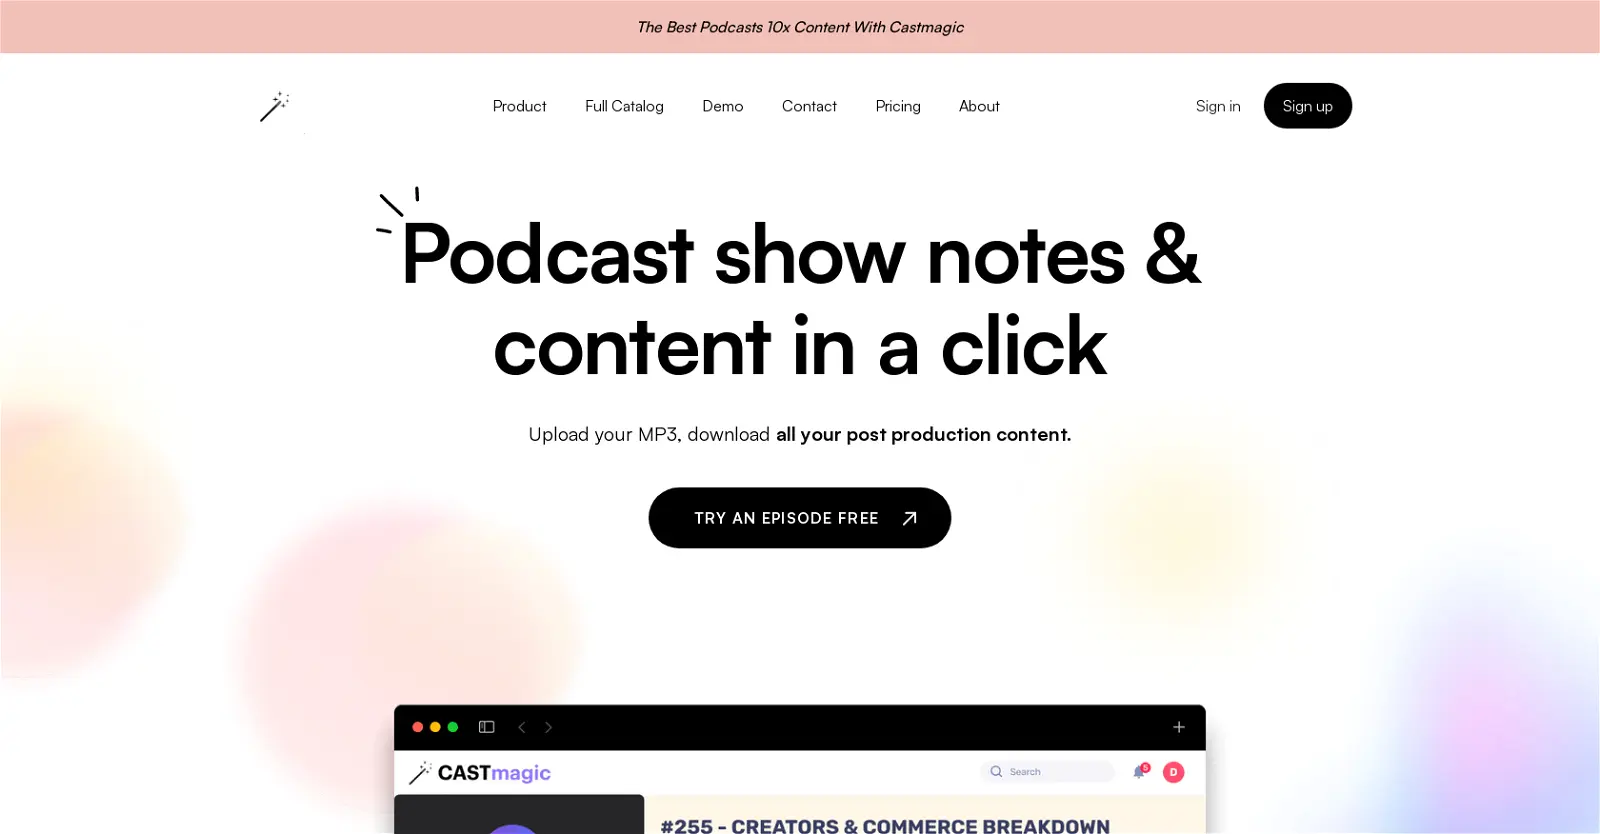 The Best Podcasts 10x Content With Castmagic
Product Full Catalog Demo Contact Pricing About Sign in Sign up
Podcast show notes &
content in a click
Upload your MP3, download all your post production content.
TRY AN EPISODE FREE
CASTmagic Search 5 D
#255 - CREATORS & COMMERCE BREAKDOWN